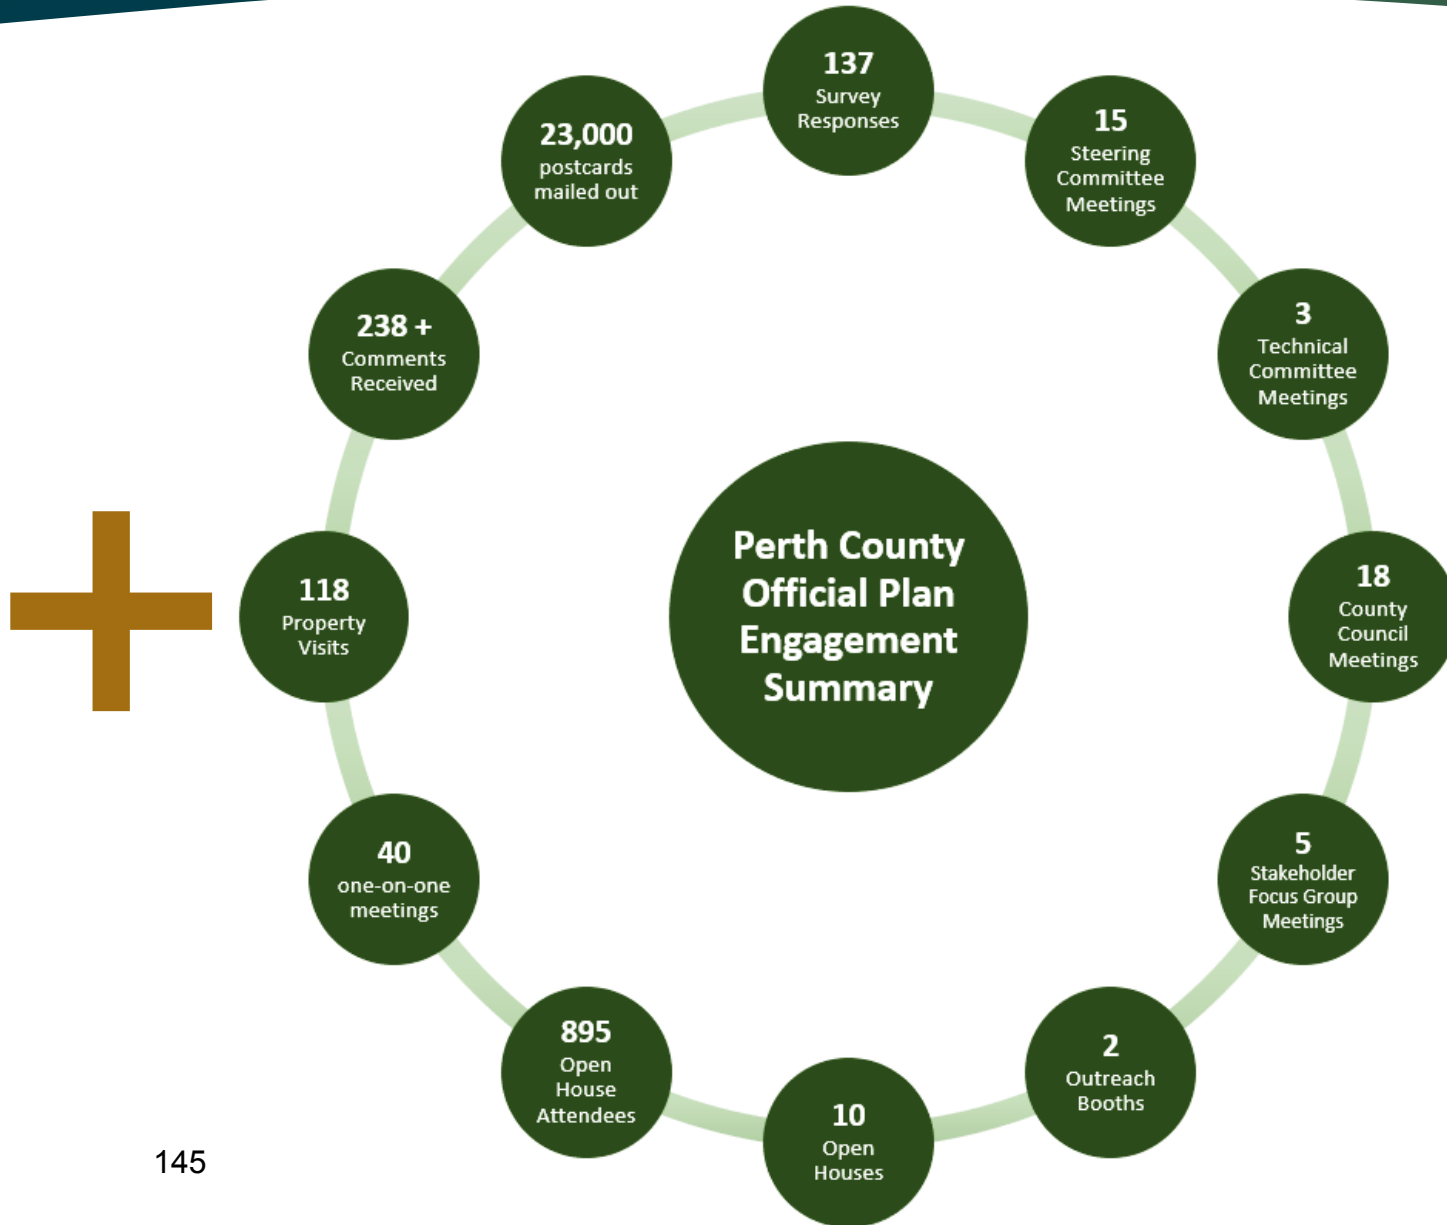 137
Survey
Responses
15
Steering
Committee
Meetings
3
Technical
Committee
Meetings
18
County
Council
Meetings
5
Stakeholder
Focus Group
Meetings
2
Outreach
Booths
10
Open
Houses
895
Open
House
Attendees
40
one-on-one
meetings
118
Property
Visits
238 +
Comments
Received
23,000
postcards
mailed out
Perth County
Official Plan
Engagement
Summary
145